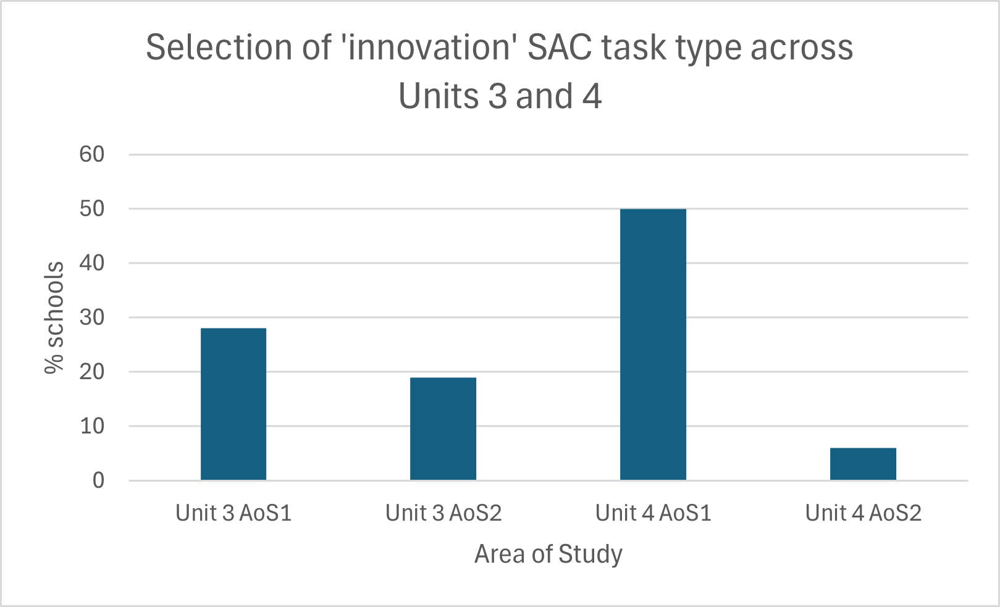 Selection of 'innovation' SAC task type across
Units 3 and 4
60
50
40
30
20
10
0
% schools
Unit 3 AoS1
Unit 3 AoS2
Unit 4 AoS1
Unit 4 AoS2
Area of Study